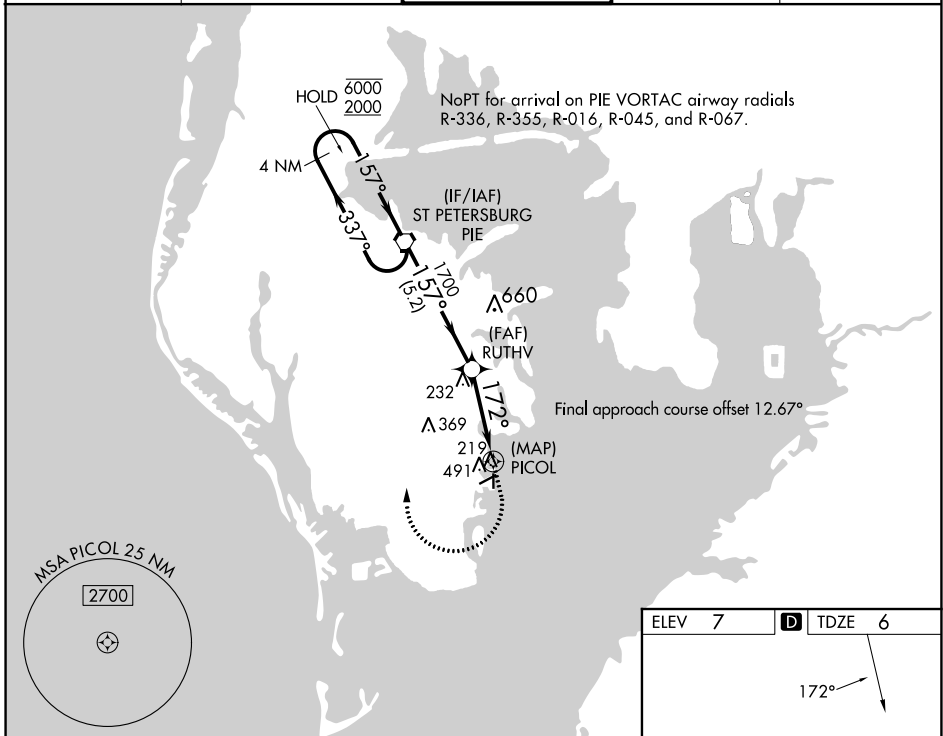 HOLD 6000
2000
NoPT for arrival on PIE VORTAC airway radials
R-336, R-355, R-016, R-045, and R-067.
4 NM
157°
337°
(IF/IAF)
ST PETERSBURG
PIE
1700
157°
(5.2)
660
(FAF)
RUTHV
232
172°
Final approach course offset 12.67°
369
219
491
(MAP)
PICOL
MSA PICOL 25 NM
2700
ELEV 7 D TDZE 6
172°